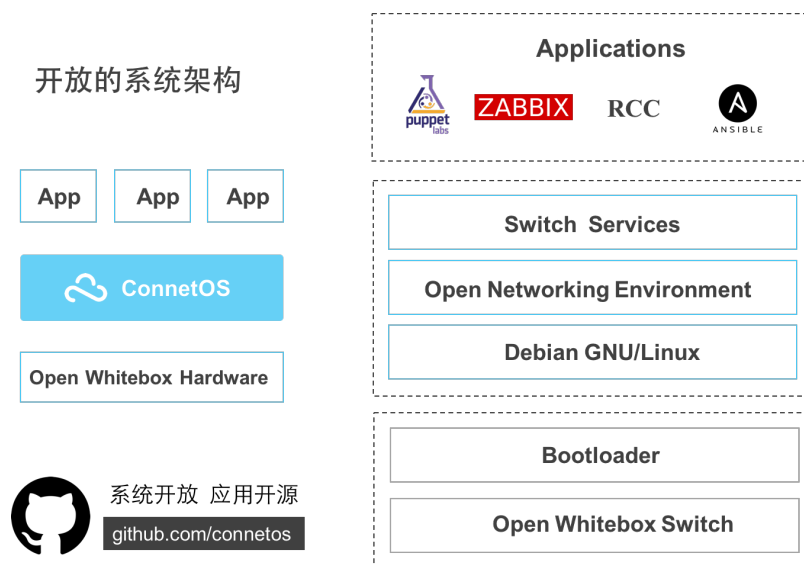 开放的系统架构
App App App
ConnetOS
Open Whitebox Hardware
系统开放 应用开源
github.com/connetos
Applications
puppet
labs
ZABBIX
RCC
ANSIBLE
Switch Services
Open Networking Environment
Debian GNU/Linux
Bootloader
Open Whitebox Switch